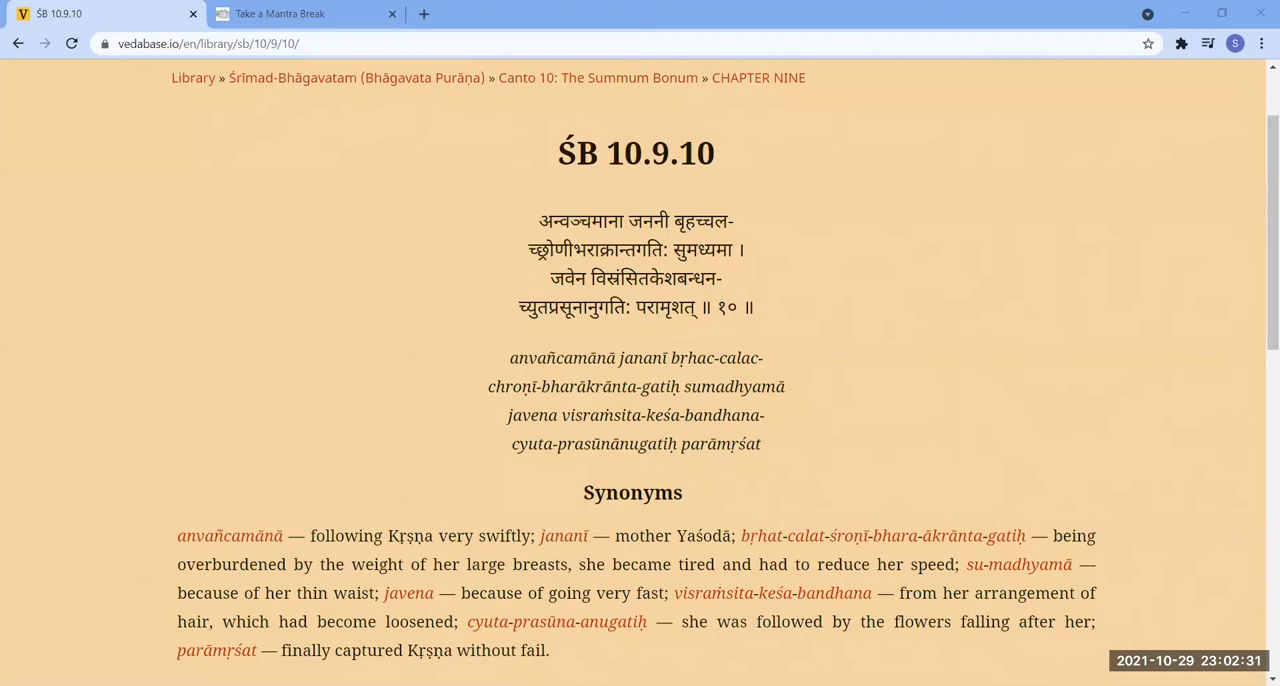 ŚB 10.9.10
Take a Mantra Break
vedabase.io/en/library/sb/10/9/10/
S
Library » Śrīmad-Bhāgavatam (Bhāgavata Purāṇa) » Canto 10: The Summum Bonum » CHAPTER NINE
ŚB 10.9.10
अन्वञ्चमाना जननी बृहच्चल-
च्छ्रोणीभराक्रान्तगति: सुमध्यमा ।
जवेन विस्रंसितकेशबन्धन-
च्युतप्रसूनानुगति: परामृशत् ॥ १० ॥
anvañcamānā jananī bṛhac-calac-
chroṇī-bharākrānta-gatiḥ sumadhyamā
javena visraṁsita-keśa-bandhana-
cyuta-prasūnānugatiḥ parāmṛśat
Synonyms
anvañcamānā — following Kṛṣṇa very swiftly; jananī — mother Yaśodā; bṛhat-calat-śroṇī-bhara-ākrānta-gatiḥ — being
overburdened by the weight of her large breasts, she became tired and had to reduce her speed; su-madhyamā —
because of her thin waist; javena — because of going very fast; visraṁsita-keśa-bandhana — from her arrangement of
hair, which had become loosened; cyuta-prasūna-anugatiḥ — she was followed by the flowers falling after her;
parāmṛśat — finally captured Kṛṣṇa without fail.
2021-10-29 23:02:31